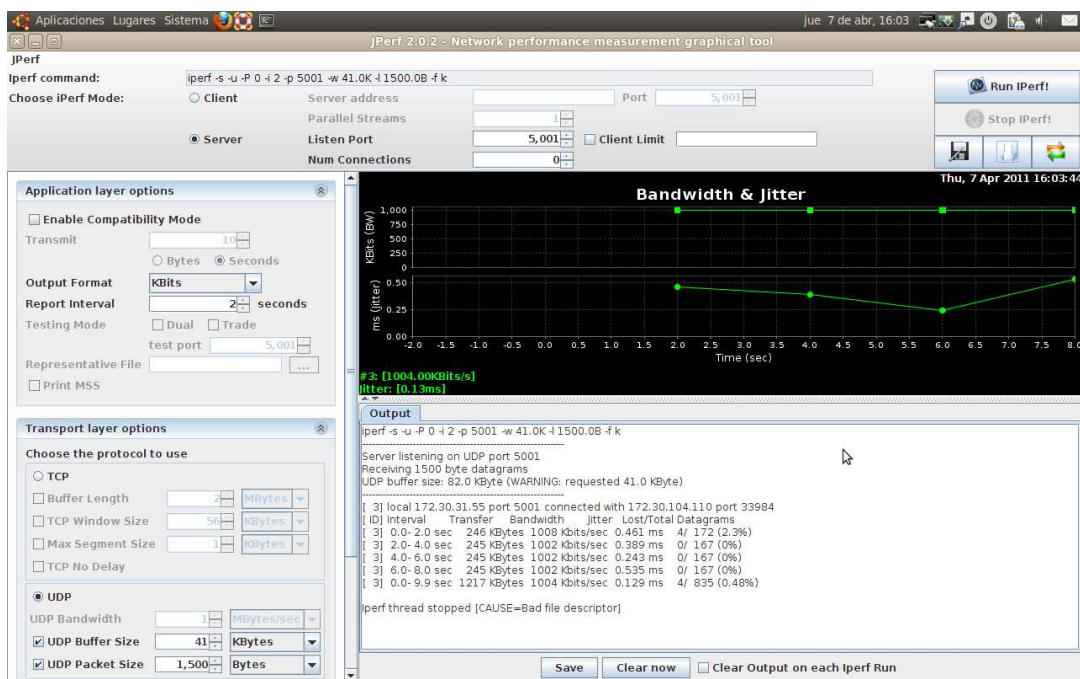 Aplicaciones Lugares Sistema jue 7 de abr, 16:03
JPerf 2.0.2 - Network performance measurement graphical tool
JPerf
Iperf command: iperf -s -u -P 0 -i 2 -p 5001 -w 41.0K -l 1500.0B -f k
Choose iPerf Mode: Client Server address Port 5,001
Parallel Streams 1
Server Listen Port 5,001 Client Limit
Num Connections 0
Run IPerf!
Stop IPerf!
Application layer options
Enable Compatibility Mode
Transmit 10
Bytes Seconds
Output Format KBits
Report Interval 2 seconds
Testing Mode Dual Trade
test port 5,001
Representative File ...
Print MSS
Transport layer options
Choose the protocol to use
TCP
Buffer Length 2 MBytes
TCP Window Size 56 KBytes
Max Segment Size 1 KBytes
TCP No Delay
UDP
UDP Bandwidth 1 MBytes/sec
UDP Buffer Size 41 KBytes
UDP Packet Size 1,500 Bytes
Thu, 7 Apr 2011 16:03:44
Bandwidth & Jitter
KBits (BW)
1,000
750
500
250
0
ms (jitter)
0.50
0.25
0.00
-2.0 -1.5 -1.0 -0.5 0.0 0.5 1.0 1.5 2.0 2.5 3.0 3.5 4.0 4.5 5.0 5.5 6.0 6.5 7.0 7.5 8.0
Time (sec)
#3: [1004.00KBits/s]
Jitter: [0.13ms]
Output
iperf -s -u -P 0 -i 2 -p 5001 -w 41.0K -l 1500.0B -f k
------------------------------------------------------------
Server listening on UDP port 5001
Receiving 1500 byte datagrams
UDP buffer size: 82.0 KByte (WARNING: requested 41.0 KByte)
------------------------------------------------------------
[ 3] local 172.30.31.55 port 5001 connected with 172.30.104.110 port 33984
[ ID] Interval Transfer Bandwidth Jitter Lost/Total Datagrams
[ 3] 0.0- 2.0 sec 246 KBytes 1008 Kbits/sec 0.461 ms 4/ 172 (2.3%)
[ 3] 2.0- 4.0 sec 245 KBytes 1002 Kbits/sec 0.389 ms 0/ 167 (0%)
[ 3] 4.0- 6.0 sec 245 KBytes 1002 Kbits/sec 0.243 ms 0/ 167 (0%)
[ 3] 6.0- 8.0 sec 245 KBytes 1002 Kbits/sec 0.535 ms 0/ 167 (0%)
[ 3] 0.0- 9.9 sec 1217 KBytes 1004 Kbits/sec 0.129 ms 4/ 835 (0.48%)
Iperf thread stopped [CAUSE=Bad file descriptor]
Save Clear now Clear Output on each Iperf Run